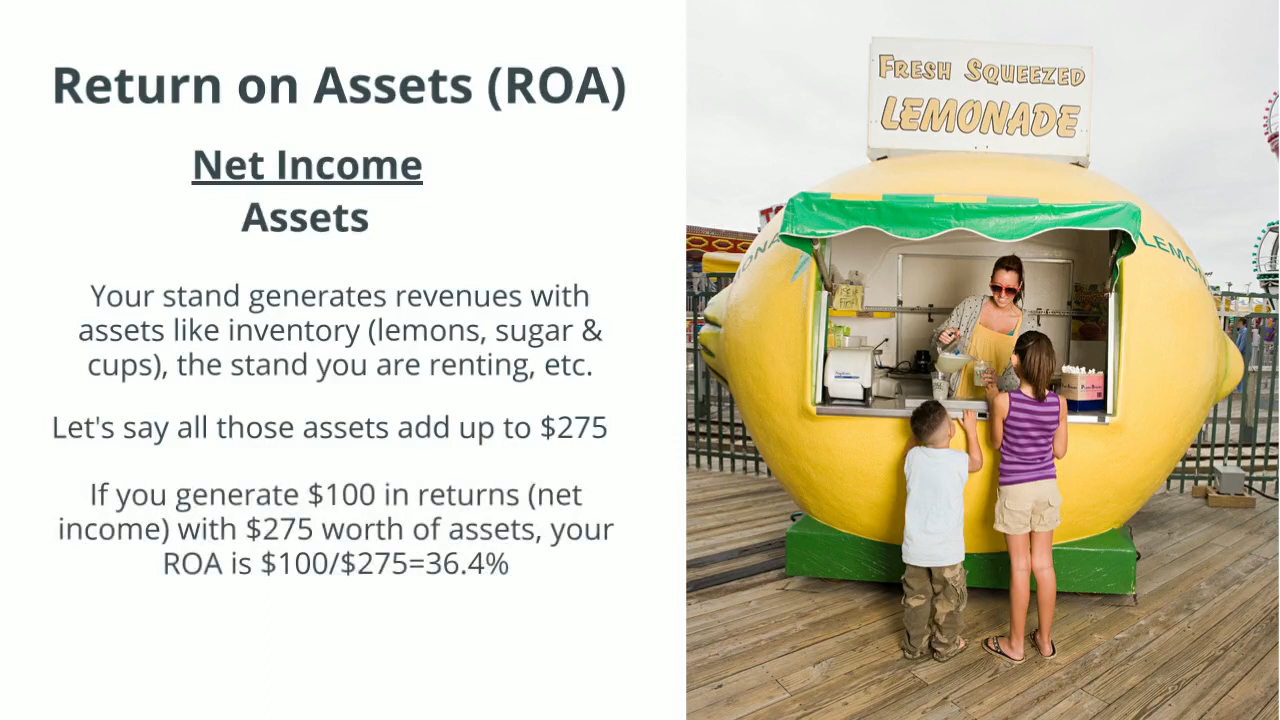 Return on Assets (ROA)
Net Income
Assets
Your stand generates revenues with
assets like inventory (lemons, sugar &
cups), the stand you are renting, etc.
Let's say all those assets add up to $275
If you generate $100 in returns (net
income) with $275 worth of assets, your
ROA is $100/$275=36.4%
FRESH SQUEEZED
LEMONADE